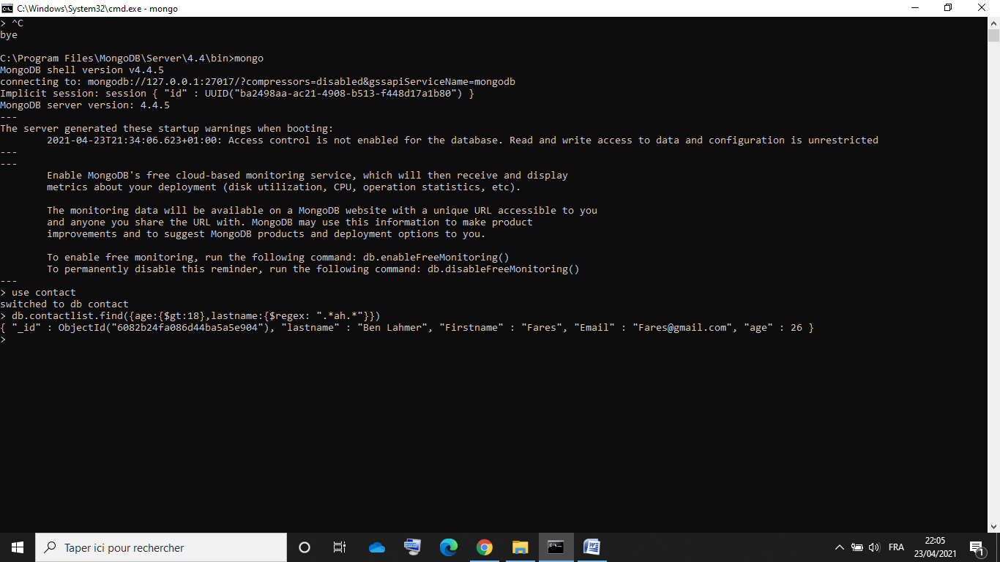 C:\Windows\System32\cmd.exe - mongo
> ^C
bye
C:\Program Files\MongoDB\Server\4.4\bin>mongo
MongoDB shell version v4.4.5
connecting to: mongodb://127.0.0.1:27017/?compressors=disabled&gssapiServiceName=mongodb
Implicit session: session { "id" : UUID("ba2498aa-ac21-4908-b513-f448d17a1b80") }
MongoDB server version: 4.4.5
---
The server generated these startup warnings when booting:
        2021-04-23T21:34:06.623+01:00: Access control is not enabled for the database. Read and write access to data and configuration is unrestricted
---
---
        Enable MongoDB's free cloud-based monitoring service, which will then receive and display
        metrics about your deployment (disk utilization, CPU, operation statistics, etc).
        The monitoring data will be available on a MongoDB website with a unique URL accessible to you
        and anyone you share the URL with. MongoDB may use this information to make product
        improvements and to suggest MongoDB products and deployment options to you.
        To enable free monitoring, run the following command: db.enableFreeMonitoring()
        To permanently disable this reminder, run the following command: db.disableFreeMonitoring()
---
> use contact
switched to db contact
> db.contactlist.find({age:{$gt:18},lastname:{$regex: ".*ah.*"}})
{ "_id" : ObjectId("6082b24fa086d44ba5a5e904"), "lastname" : "Ben Lahmer", "Firstname" : "Fares", "Email" : "Fares@gmail.com", "age" : 26 }
>
Taper ici pour rechercher
FRA
22:05
23/04/2021
1